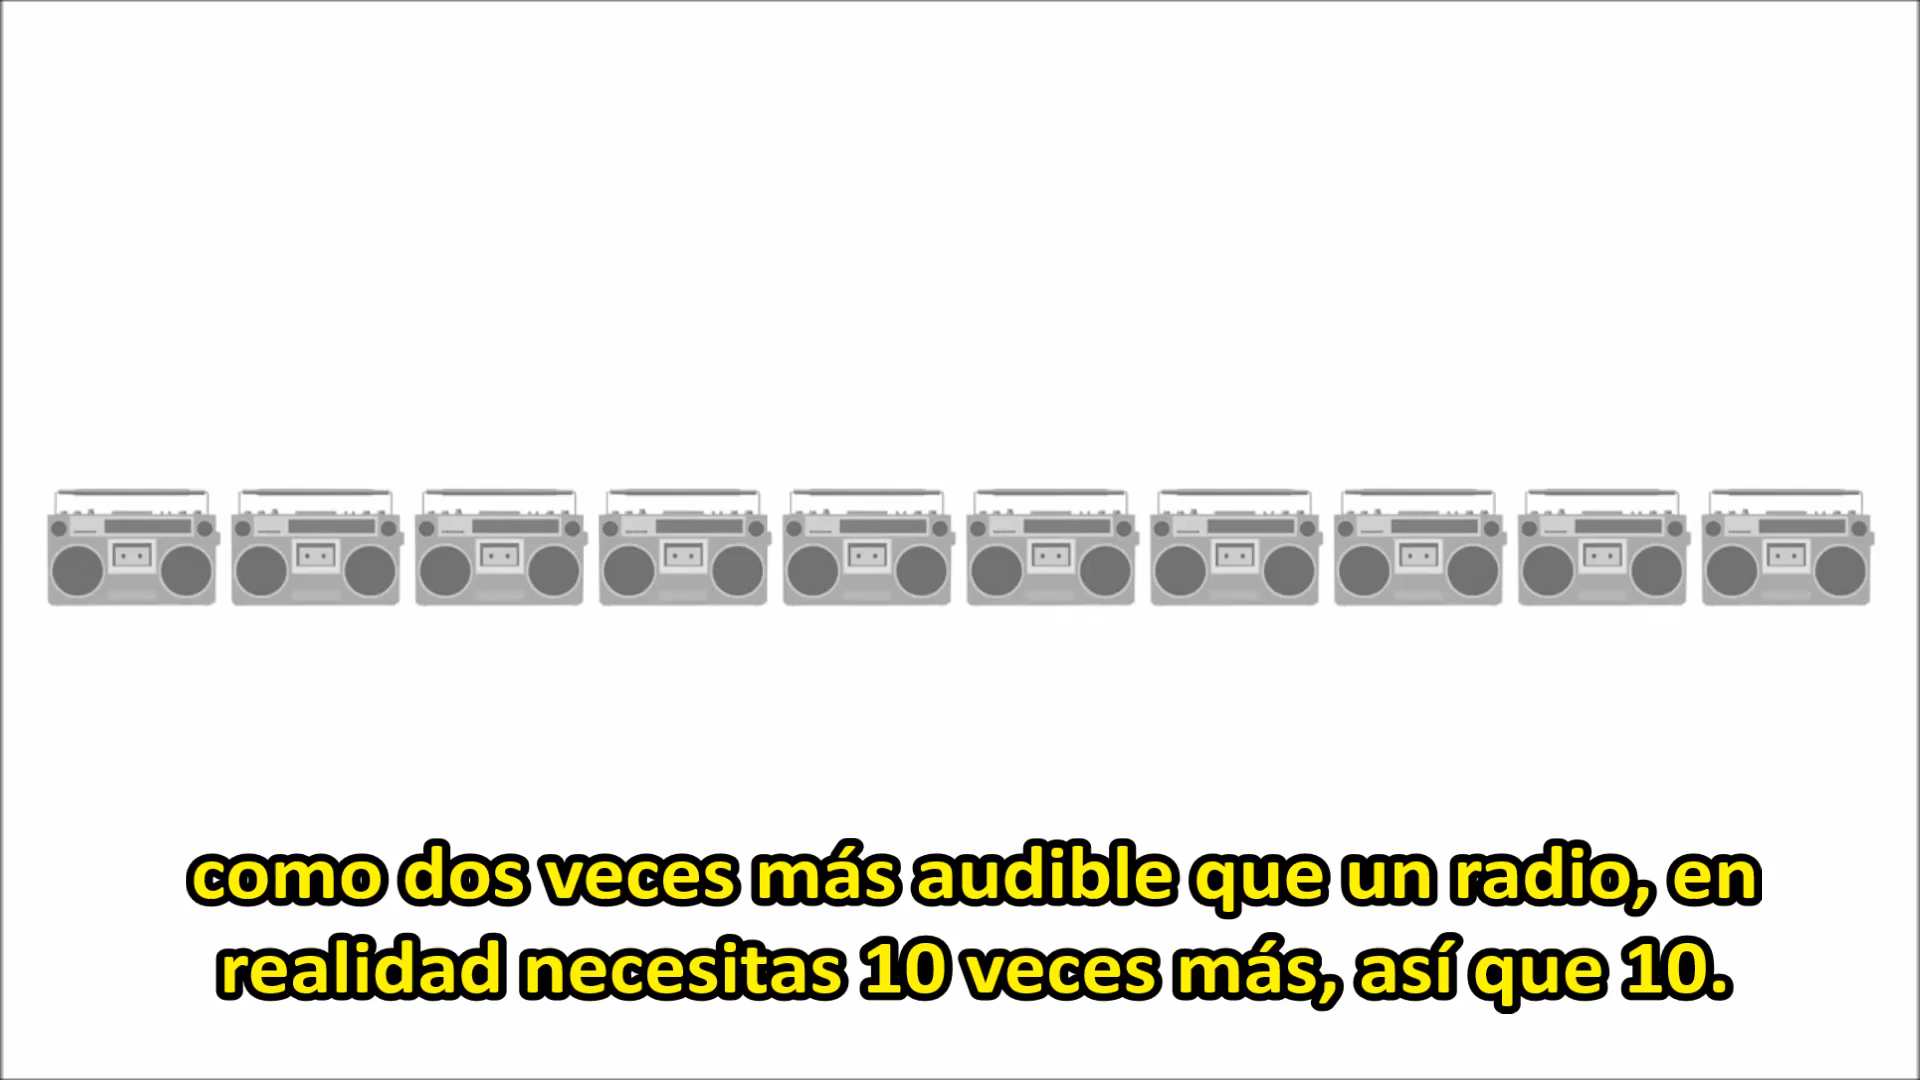 como dos veces más audible que un radio, en
realidad necesitas 10 veces más, así que 10.